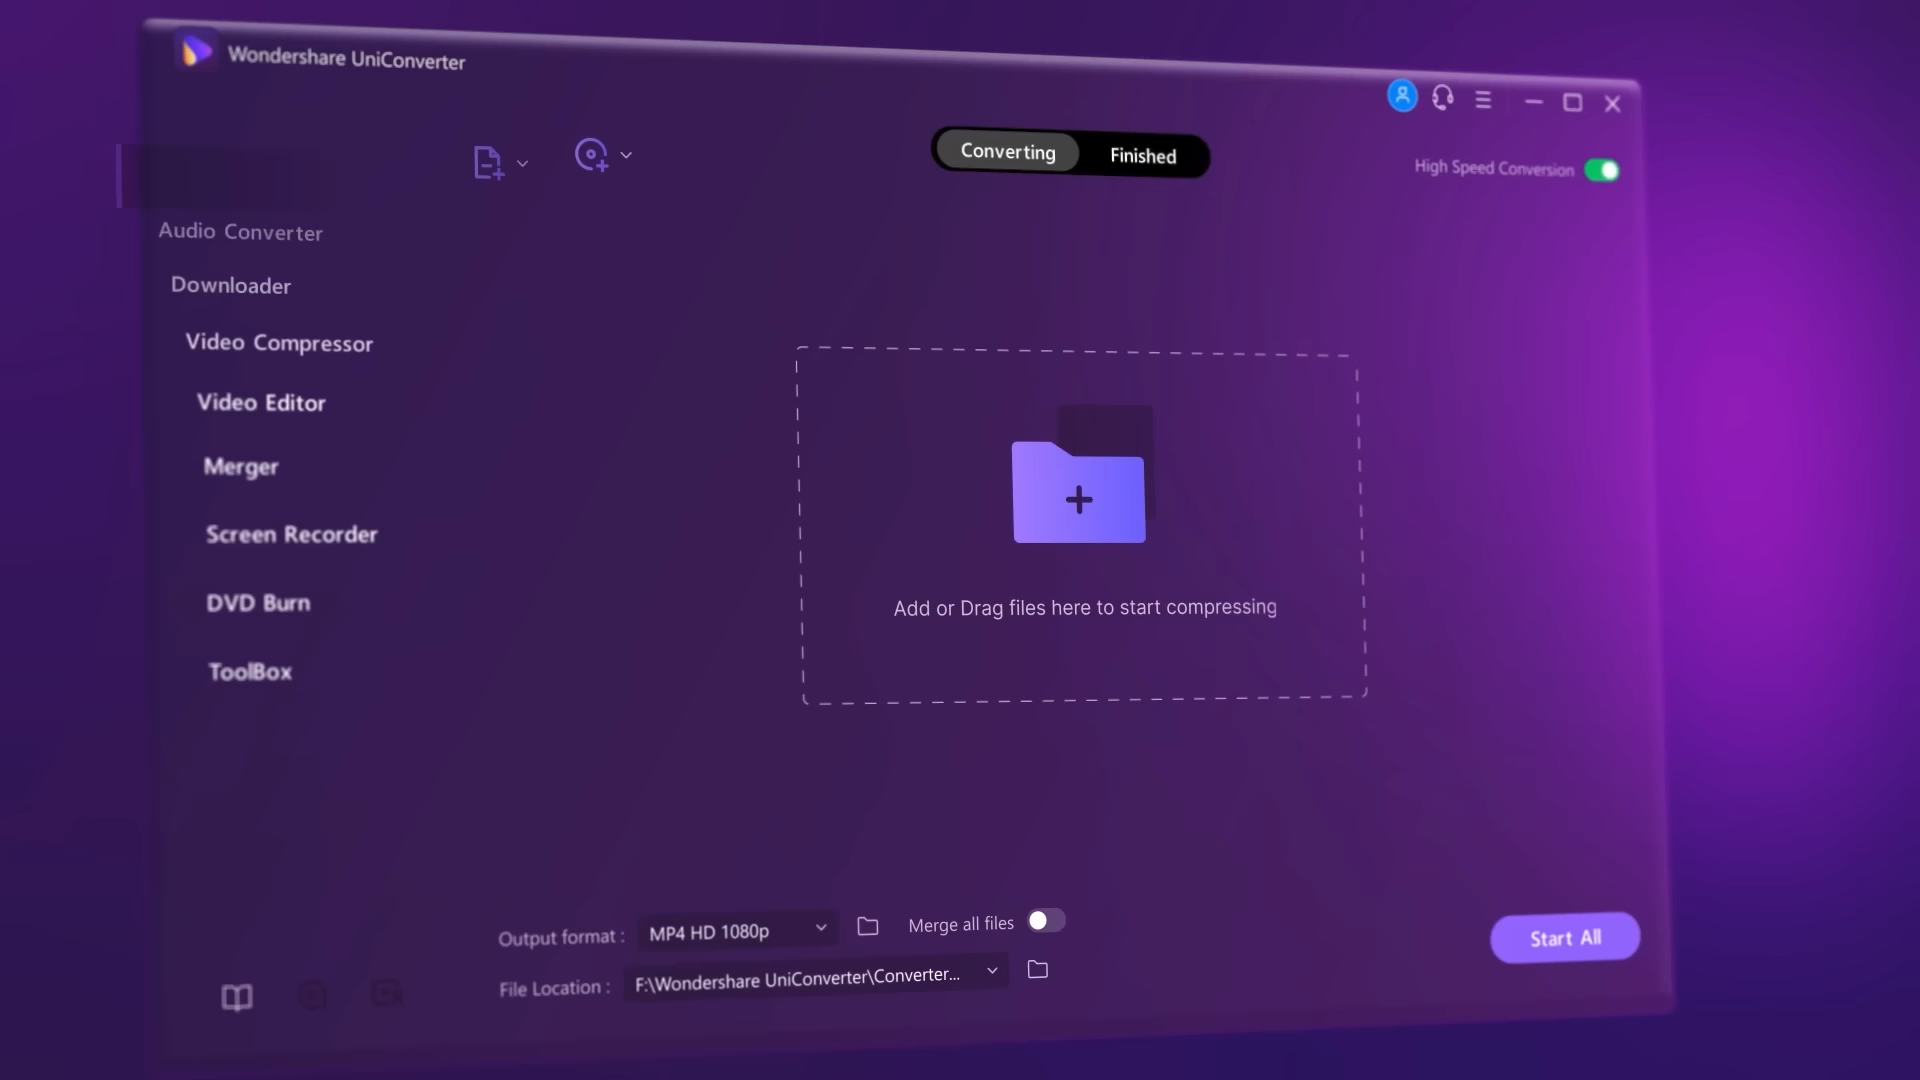 Wondershare UniConverter
Converting
Finished
High Speed Conversion
Audio Converter
Downloader
Video Compressor
Video Editor
Merger
Screen Recorder
DVD Burn
ToolBox
Add or Drag files here to start compressing
Output format :
MP4 HD 1080p
Merge all files
Start All
File Location :
F:\Wondershare UniConverter\Converter...